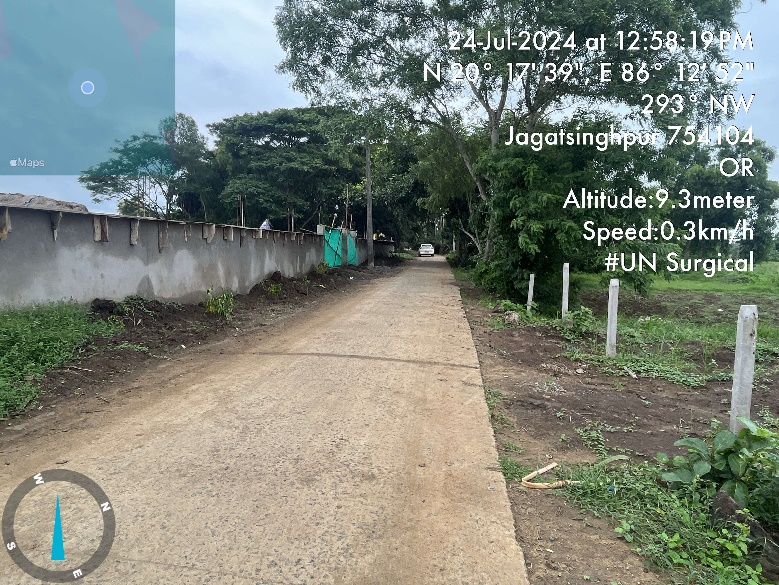 24-Jul-2024 at 12:58:19 PM
N 20° 17' 39", E 86° 12' 52"
293° NW
Jagatsinghpur 754104
OR
Altitude:9.3meter
Speed:0.3km/h
#UN Surgical
Maps
W
N
S
E